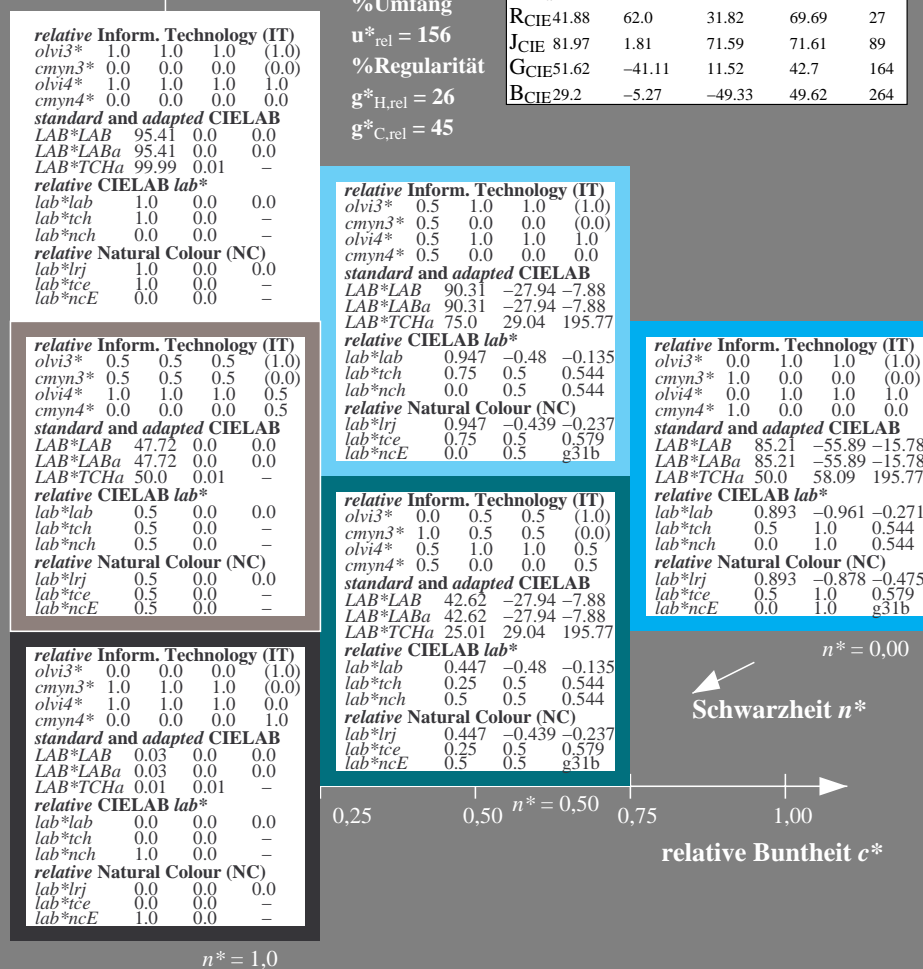 %Umfang
u*rel = 156
%Regularität
g*H,rel = 26
g*C,rel = 45
RCIE 41.88 62.0 31.82 69.69 27
JCIE 81.97 1.81 71.59 71.61 89
GCIE 51.62 −41.11 11.52 42.7 164
BCIE 29.2 −5.27 −49.33 49.62 264
relative Inform. Technology (IT)
olvi3* 1.0 1.0 1.0 (1.0)
cmyn3* 0.0 0.0 0.0 (0.0)
olvi4* 1.0 1.0 1.0 1.0
cmyn4* 0.0 0.0 0.0 0.0
standard and adapted CIELAB
LAB*LAB 95.41 0.0 0.0
LAB*LABa 95.41 0.0 0.0
LAB*TCHa 99.99 0.01 –
relative CIELAB lab*
lab*lab 1.0 0.0 0.0
lab*tch 1.0 0.0 –
lab*nch 0.0 0.0 –
relative Natural Colour (NC)
lab*lrj 1.0 0.0 0.0
lab*tce 1.0 0.0 –
lab*ncE 0.0 0.0 –
relative Inform. Technology (IT)
olvi3* 0.5 1.0 1.0 (1.0)
cmyn3* 0.5 0.0 0.0 (0.0)
olvi4* 0.5 1.0 1.0 1.0
cmyn4* 0.5 0.0 0.0 0.0
standard and adapted CIELAB
LAB*LAB 90.31 −27.94 −7.88
LAB*LABa 90.31 −27.94 −7.88
LAB*TCHa 75.0 29.04 195.77
relative CIELAB lab*
lab*lab 0.947 −0.48 −0.135
lab*tch 0.75 0.5 0.544
lab*nch 0.0 0.5 0.544
relative Natural Colour (NC)
lab*lrj 0.947 −0.439 −0.237
lab*tce 0.75 0.5 0.579
lab*ncE 0.0 0.5 g31b
relative Inform. Technology (IT)
olvi3* 0.5 0.5 0.5 (1.0)
cmyn3* 0.5 0.5 0.5 (0.0)
olvi4* 1.0 1.0 1.0 0.5
cmyn4* 0.0 0.0 0.0 0.5
standard and adapted CIELAB
LAB*LAB 47.72 0.0 0.0
LAB*LABa 47.72 0.0 0.0
LAB*TCHa 50.0 0.01 –
relative CIELAB lab*
lab*lab 0.5 0.0 0.0
lab*tch 0.5 0.0 –
lab*nch 0.5 0.0 –
relative Natural Colour (NC)
lab*lrj 0.5 0.0 0.0
lab*tce 0.5 0.0 –
lab*ncE 0.5 0.0 –
relative Inform. Technology (IT)
olvi3* 0.0 1.0 1.0 (1.0)
cmyn3* 1.0 0.0 0.0 (0.0)
olvi4* 0.0 1.0 1.0 1.0
cmyn4* 1.0 0.0 0.0 0.0
standard and adapted CIELAB
LAB*LAB 85.21 −55.89 −15.78
LAB*LABa 85.21 −55.89 −15.78
LAB*TCHa 50.0 58.09 195.77
relative CIELAB lab*
lab*lab 0.893 −0.961 −0.271
lab*tch 0.5 1.0 0.544
lab*nch 0.0 1.0 0.544
relative Natural Colour (NC)
lab*lrj 0.893 −0.878 −0.475
lab*tce 0.5 1.0 0.579
lab*ncE 0.0 1.0 g31b
n* = 0,00
relative Inform. Technology (IT)
olvi3* 0.0 0.5 0.5 (1.0)
cmyn3* 1.0 0.5 0.5 (0.0)
olvi4* 0.5 1.0 1.0 0.5
cmyn4* 0.5 0.0 0.0 0.5
standard and adapted CIELAB
LAB*LAB 42.62 −27.94 −7.88
LAB*LABa 42.62 −27.94 −7.88
LAB*TCHa 25.01 29.04 195.77
relative CIELAB lab*
lab*lab 0.447 −0.48 −0.135
lab*tch 0.25 0.5 0.544
lab*nch 0.5 0.5 0.544
relative Natural Colour (NC)
lab*lrj 0.447 −0.439 −0.237
lab*tce 0.25 0.5 0.579
lab*ncE 0.5 0.5 g31b
Schwarzheit n*
relative Inform. Technology (IT)
olvi3* 0.0 0.0 0.0 (1.0)
cmyn3* 1.0 1.0 1.0 (0.0)
olvi4* 1.0 1.0 1.0 0.0
cmyn4* 0.0 0.0 0.0 1.0
standard and adapted CIELAB
LAB*LAB 0.03 0.0 0.0
LAB*LABa 0.03 0.0 0.0
LAB*TCHa 0.01 0.01 –
relative CIELAB lab*
lab*lab 0.0 0.0 0.0
lab*tch 0.0 0.0 –
lab*nch 1.0 0.0 –
relative Natural Colour (NC)
lab*lrj 0.0 0.0 0.0
lab*tce 0.0 0.0 –
lab*ncE 1.0 0.0 –
n* = 0,50
0,25 0,50 0,75 1,00
relative Buntheit c*
n* = 1,0